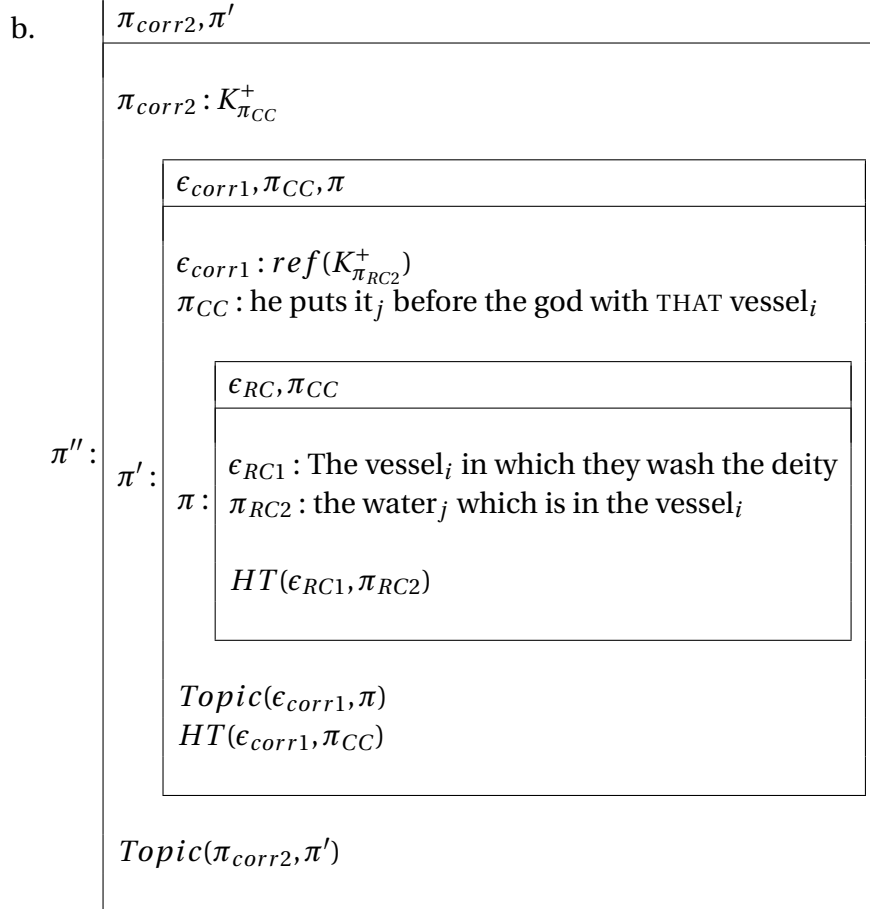 b.
π_corr2, π′
π_corr2 : K⁺_π_CC
ϵ_corr1, π_CC, π
ϵ_corr1 : ref(K⁺_π_RC2)
π_CC : he puts it_j before the god with THAT vessel_i
ϵ_RC, π_CC
π′′ : π′ : π : ϵ_RC1 : The vessel_i in which they wash the deity
π_RC2 : the water_j which is in the vessel_i
HT(ϵ_RC1, π_RC2)
Topic(ϵ_corr1, π)
HT(ϵ_corr1, π_CC)
Topic(π_corr2, π′)